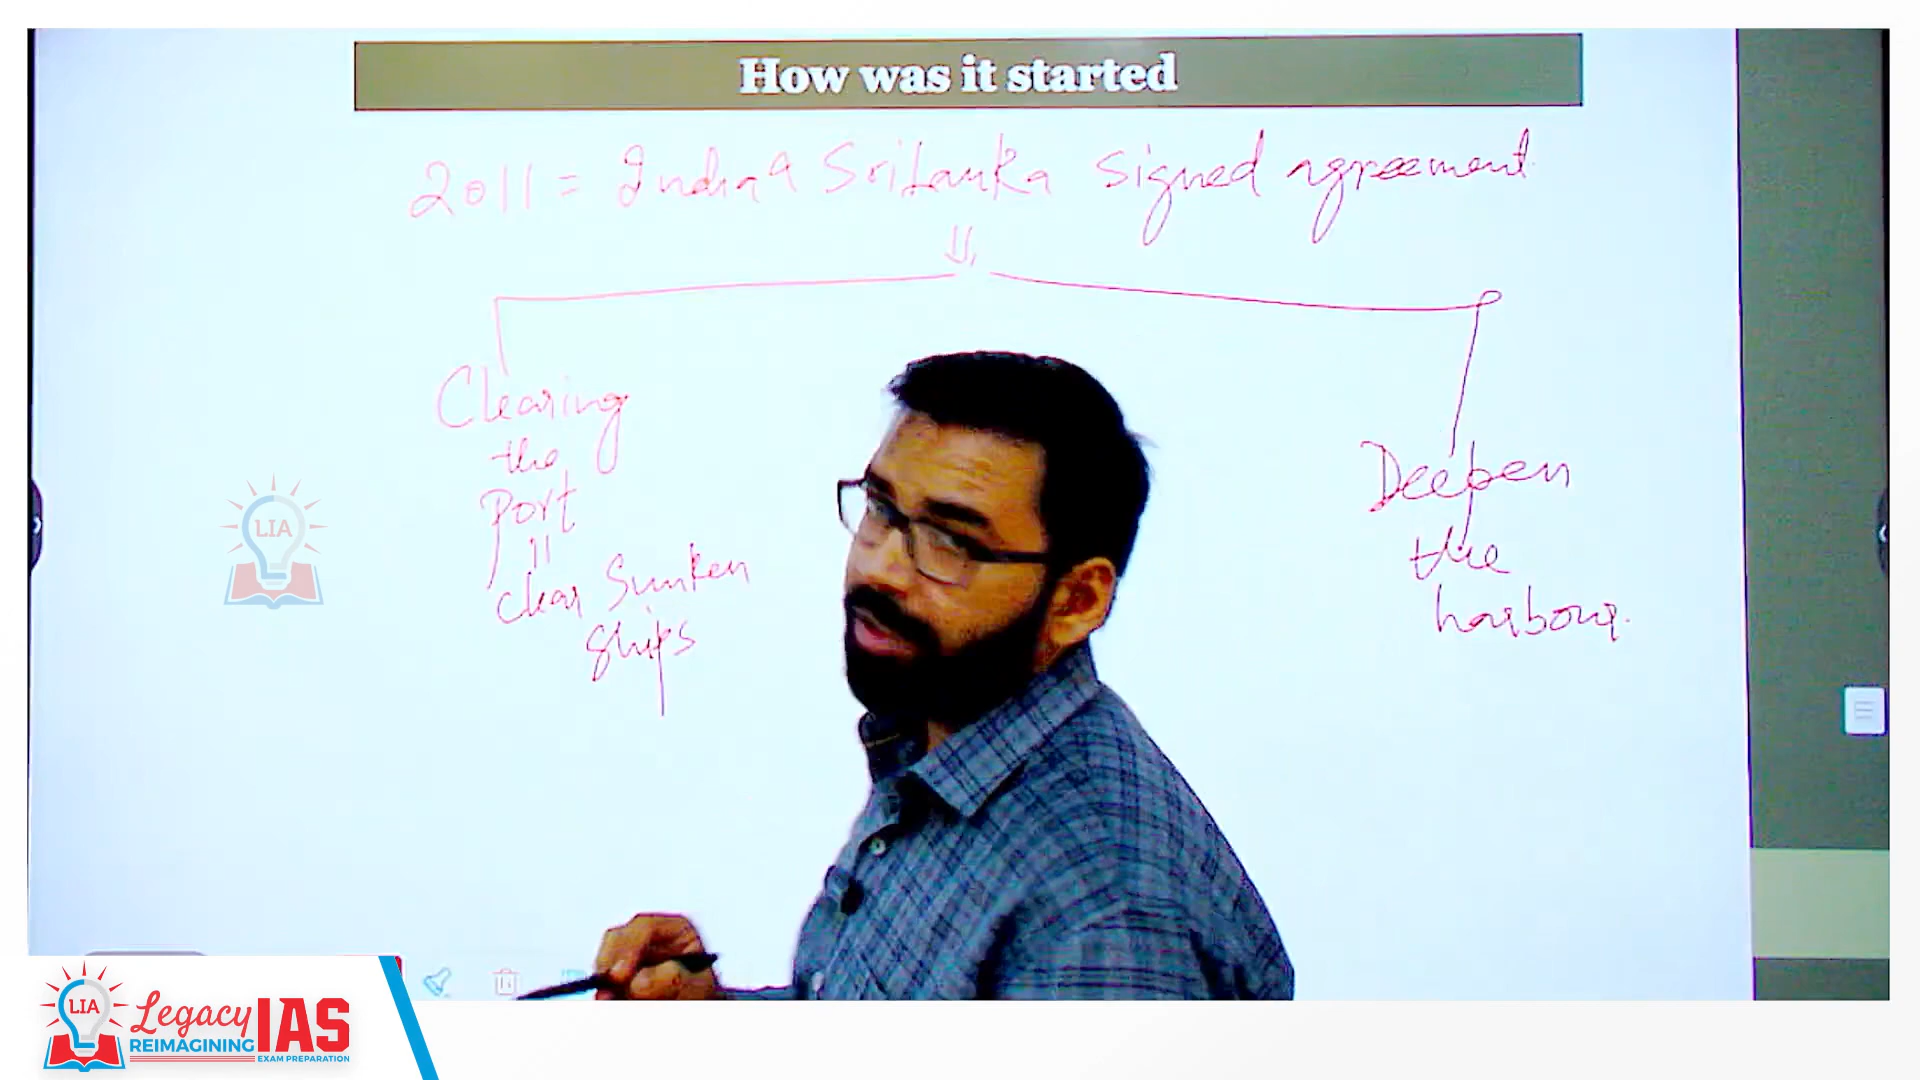 How was it started
2011 = India & SriLanka signed agreement
Clearing
the
port
clear Sunken
ships
Deepen
the
harbour.
LIA
LIA
Legacy IAS
REIMAGINING
EXAM PREPARATION